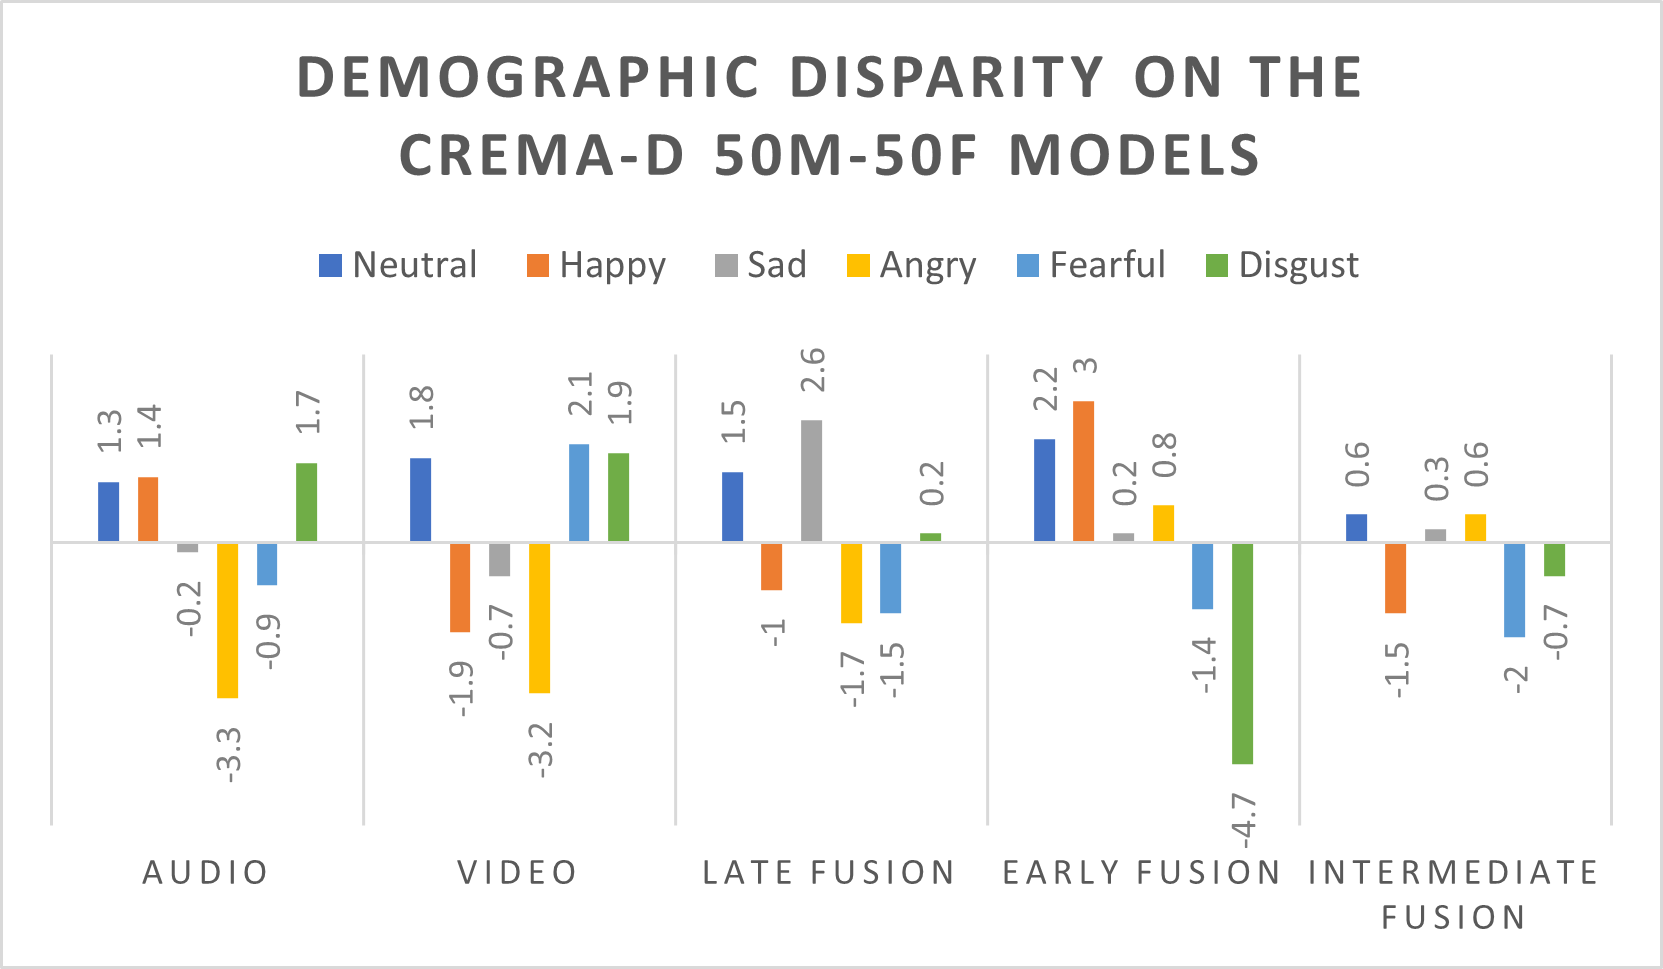 DEMOGRAPHIC DISPARITY ON THE
CREMA-D 50M-50F MODELS
Neutral Happy Sad Angry Fearful Disgust
1.3 1.4 -0.2 -3.3 -0.9 1.7
1.8 -1.9 -0.7 -3.2 2.1 1.9
1.5 -1 2.6 -1.7 -1.5 0.2
2.2 3 0.2 0.8 -1.4 -4.7
0.6 -1.5 0.3 0.6 -2 -0.7
AUDIO VIDEO LATE FUSION EARLY FUSION INTERMEDIATE
FUSION